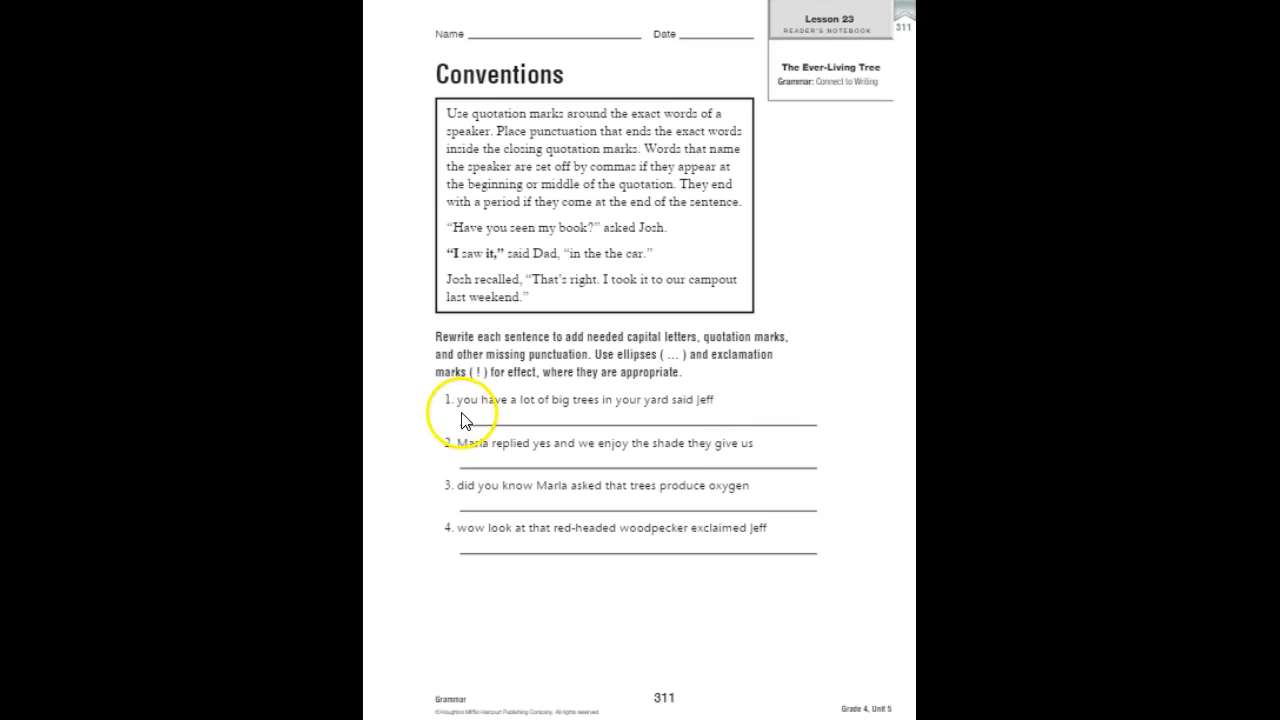 Lesson 23
READER'S NOTEBOOK
311
Name Date
The Ever-Living Tree
Grammar: Connect to Writing
Conventions
Use quotation marks around the exact words of a
speaker. Place punctuation that ends the exact words
inside the closing quotation marks. Words that name
the speaker are set off by commas if they appear at
the beginning or middle of the quotation. They end
with a period if they come at the end of the sentence.
“Have you seen my book?” asked Josh.
“I saw it,” said Dad, “in the the car.”
Josh recalled, “That’s right. I took it to our campout
last weekend.”
Rewrite each sentence to add needed capital letters, quotation marks,
and other missing punctuation. Use ellipses ( … ) and exclamation
marks ( ! ) for effect, where they are appropriate.
1. you have a lot of big trees in your yard said Jeff
2. Marla replied yes and we enjoy the shade they give us
3. did you know Marla asked that trees produce oxygen
4. wow look at that red-headed woodpecker exclaimed Jeff
Grammar
©Houghton Mifflin Harcourt Publishing Company. All rights reserved.
311
Grade 4, Unit 5